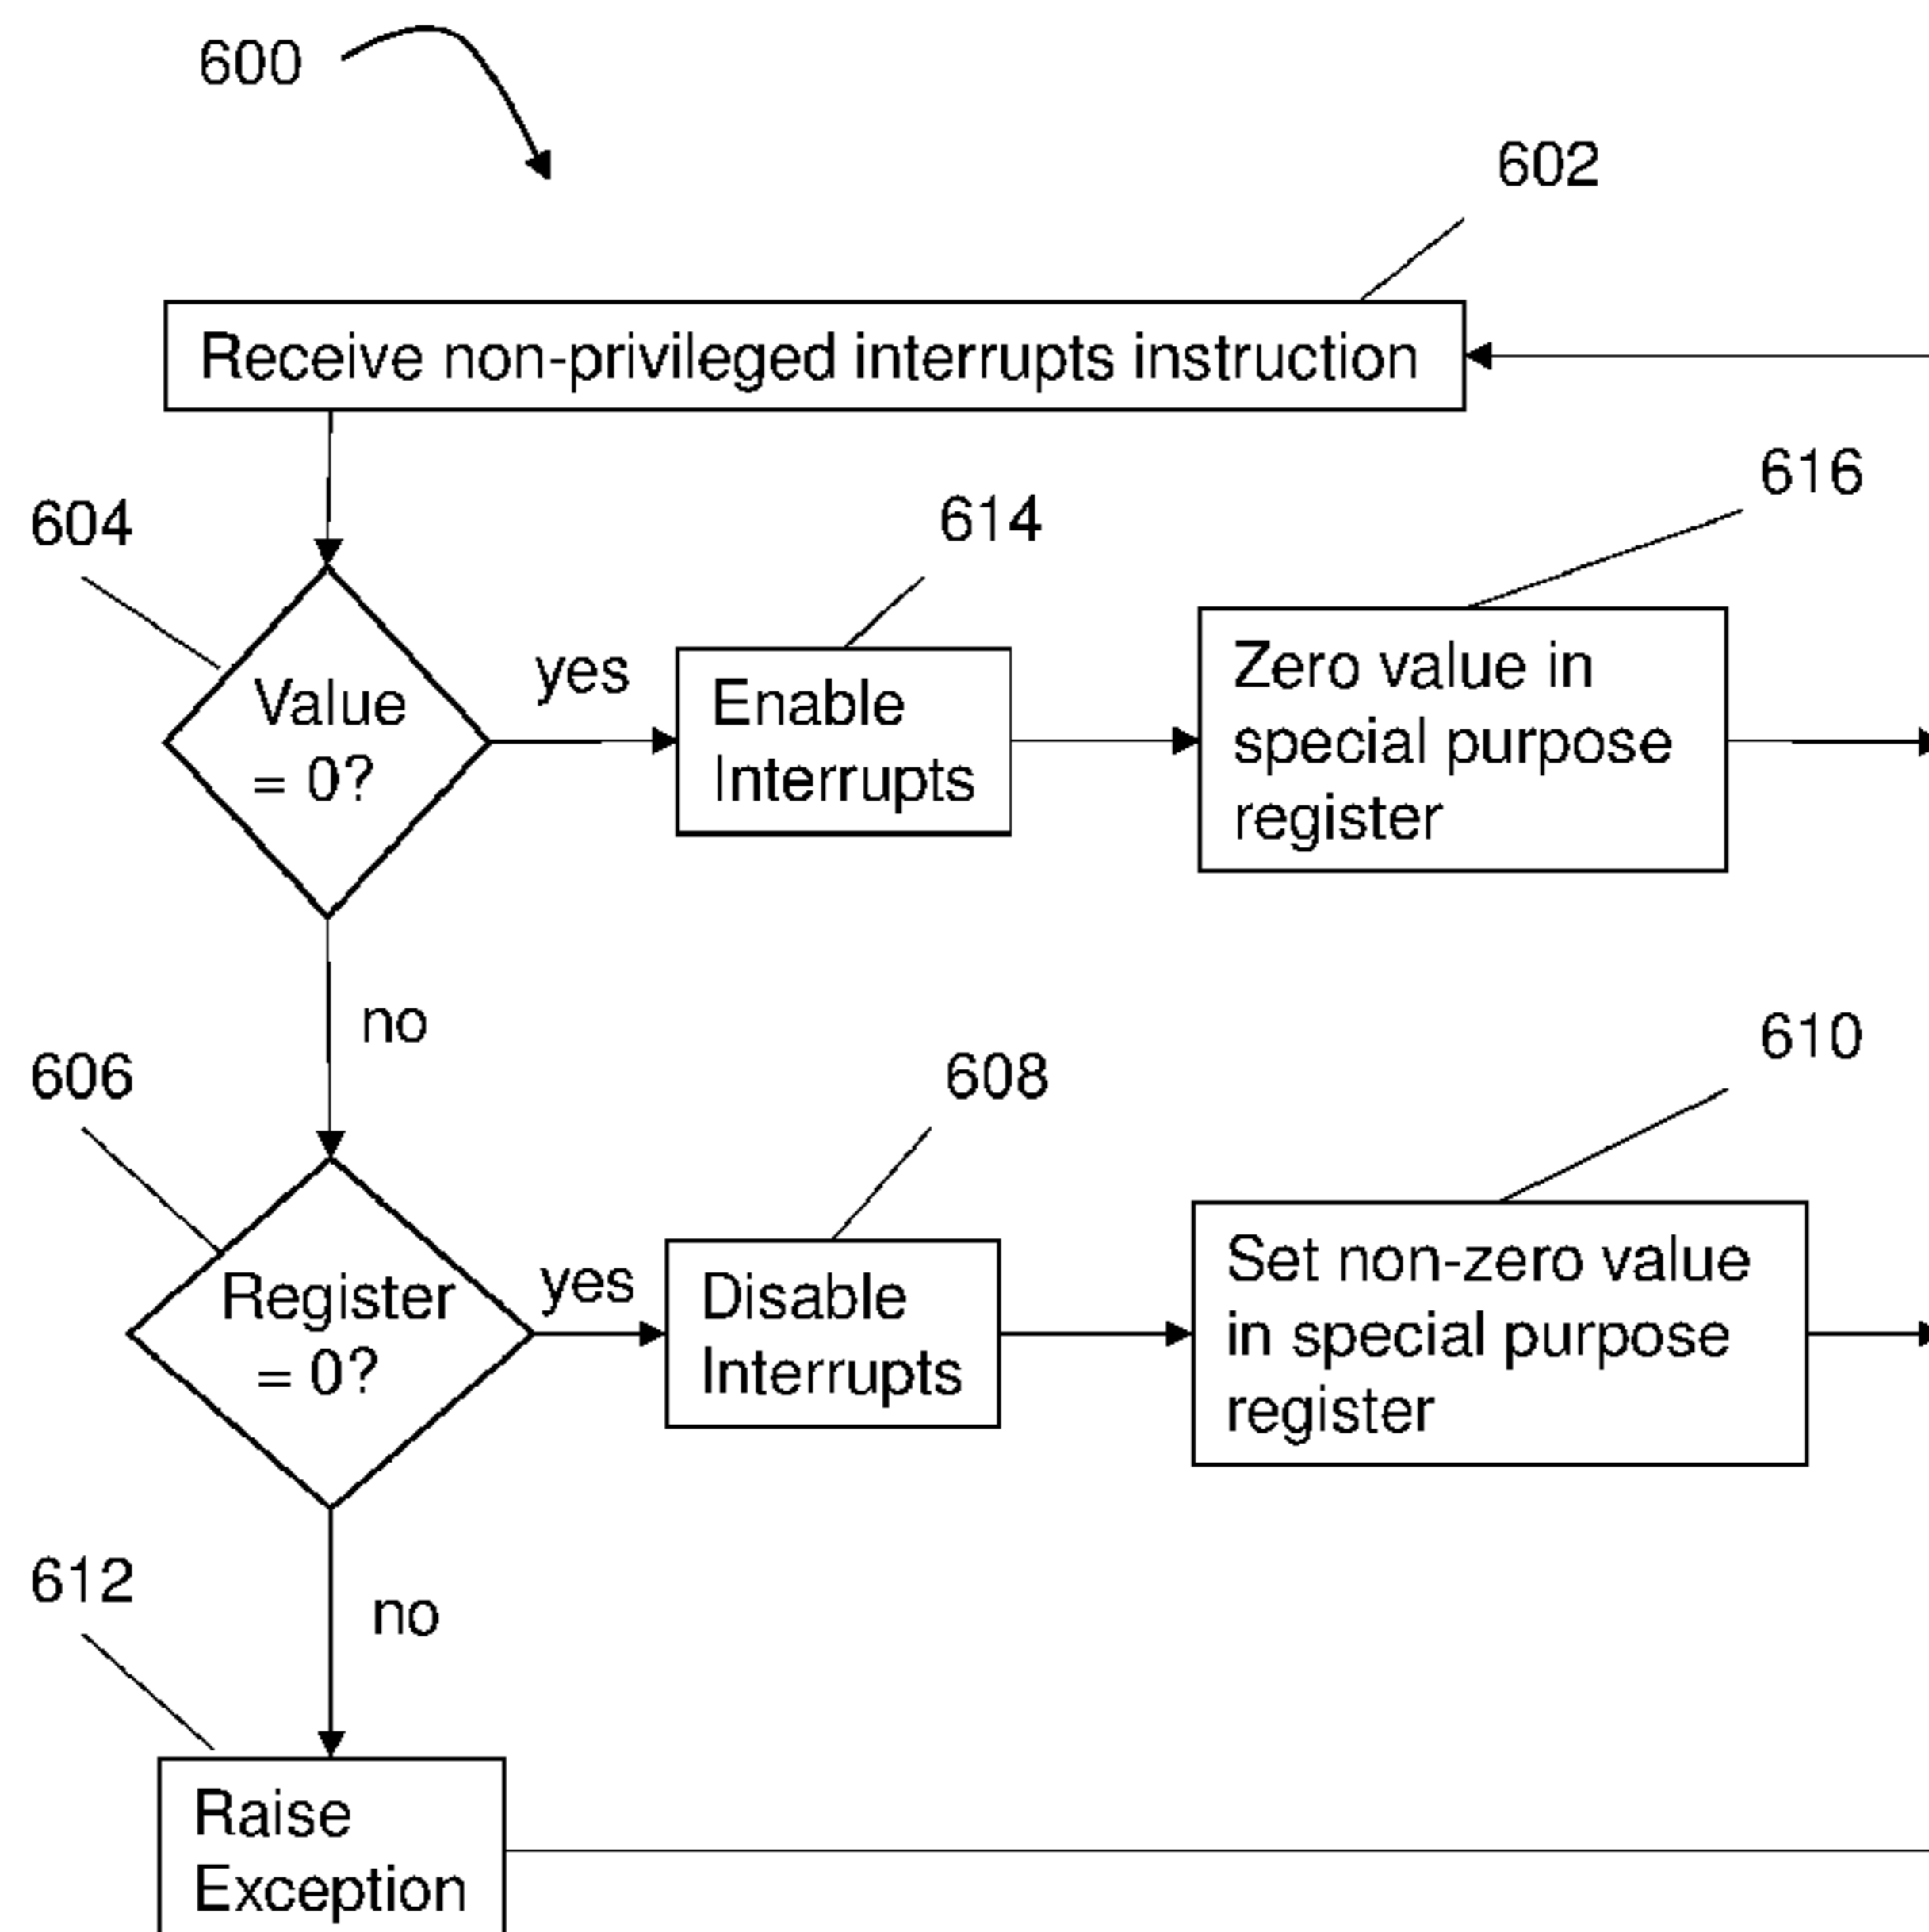 600
602
Receive non-privileged interrupts instruction
604
614
616
Value
= 0?
yes
Enable
Interrupts
Zero value in
special purpose
register
no
606
608
610
Register
= 0?
yes
Disable
Interrupts
Set non-zero value
in special purpose
register
612
no
Raise
Exception